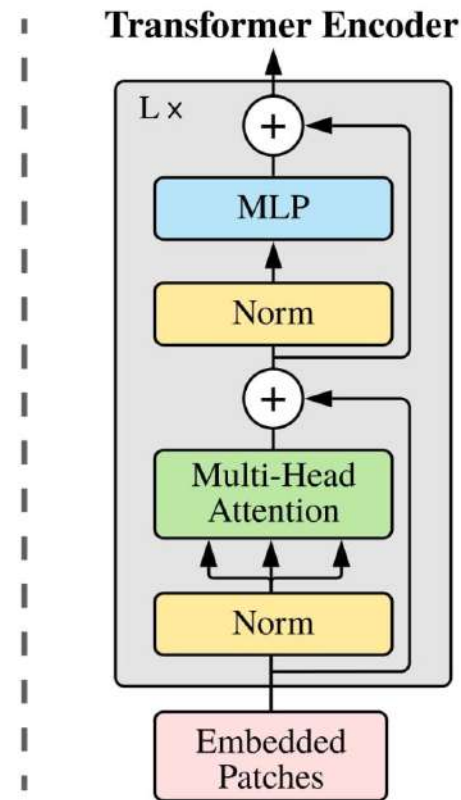 Transformer Encoder
L ×
+
MLP
Norm
+
Multi-Head
Attention
Norm
Embedded
Patches